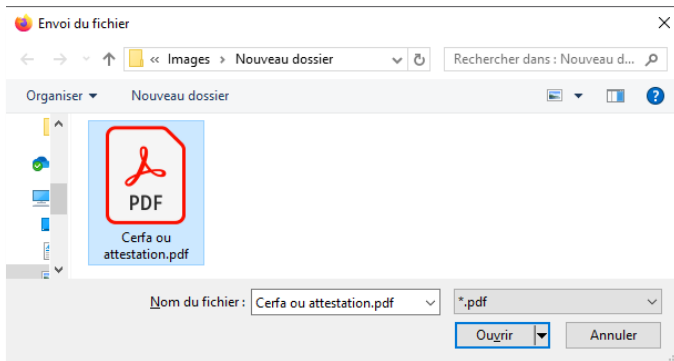 Envoi du fichier
« Images › Nouveau dossier
Rechercher dans : Nouveau d...
Organiser
Nouveau dossier
?
PDF
Cerfa ou
attestation.pdf
Nom du fichier : Cerfa ou attestation.pdf
*.pdf
Ouvrir
Annuler